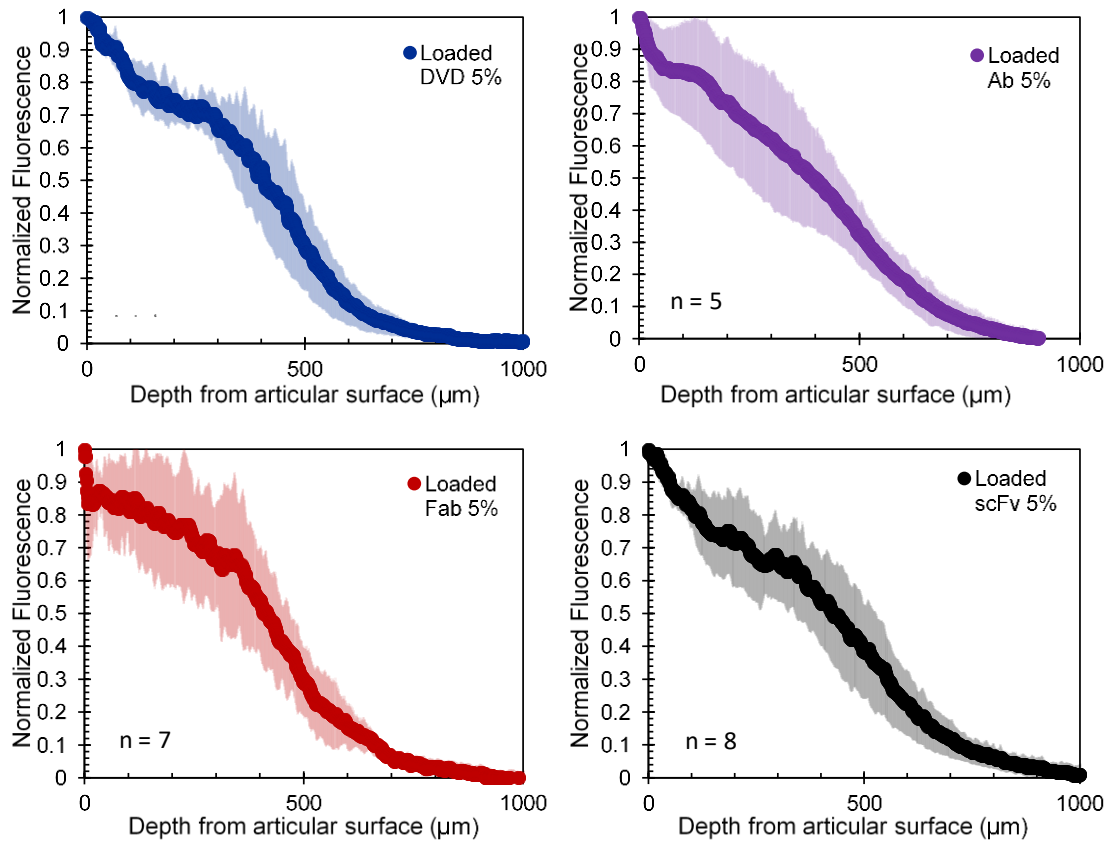 Loaded
DVD 5%
Normalized Fluorescence
1
0.9
0.8
0.7
0.6
0.5
0.4
0.3
0.2
0.1
0
0
500
1000
Depth from articular surface (µm)
Loaded
Ab 5%
n = 5
Normalized Fluorescence
1
0.9
0.8
0.7
0.6
0.5
0.4
0.3
0.2
0.1
0
0
500
1000
Depth from articular surface (µm)
Loaded
Fab 5%
n = 7
Normalized Fluorescence
1
0.9
0.8
0.7
0.6
0.5
0.4
0.3
0.2
0.1
0
0
500
1000
Depth from articular surface (µm)
Loaded
scFv 5%
n = 8
Normalized Fluorescence
1
0.9
0.8
0.7
0.6
0.5
0.4
0.3
0.2
0.1
0
0
500
1000
Depth from articular surface (µm)